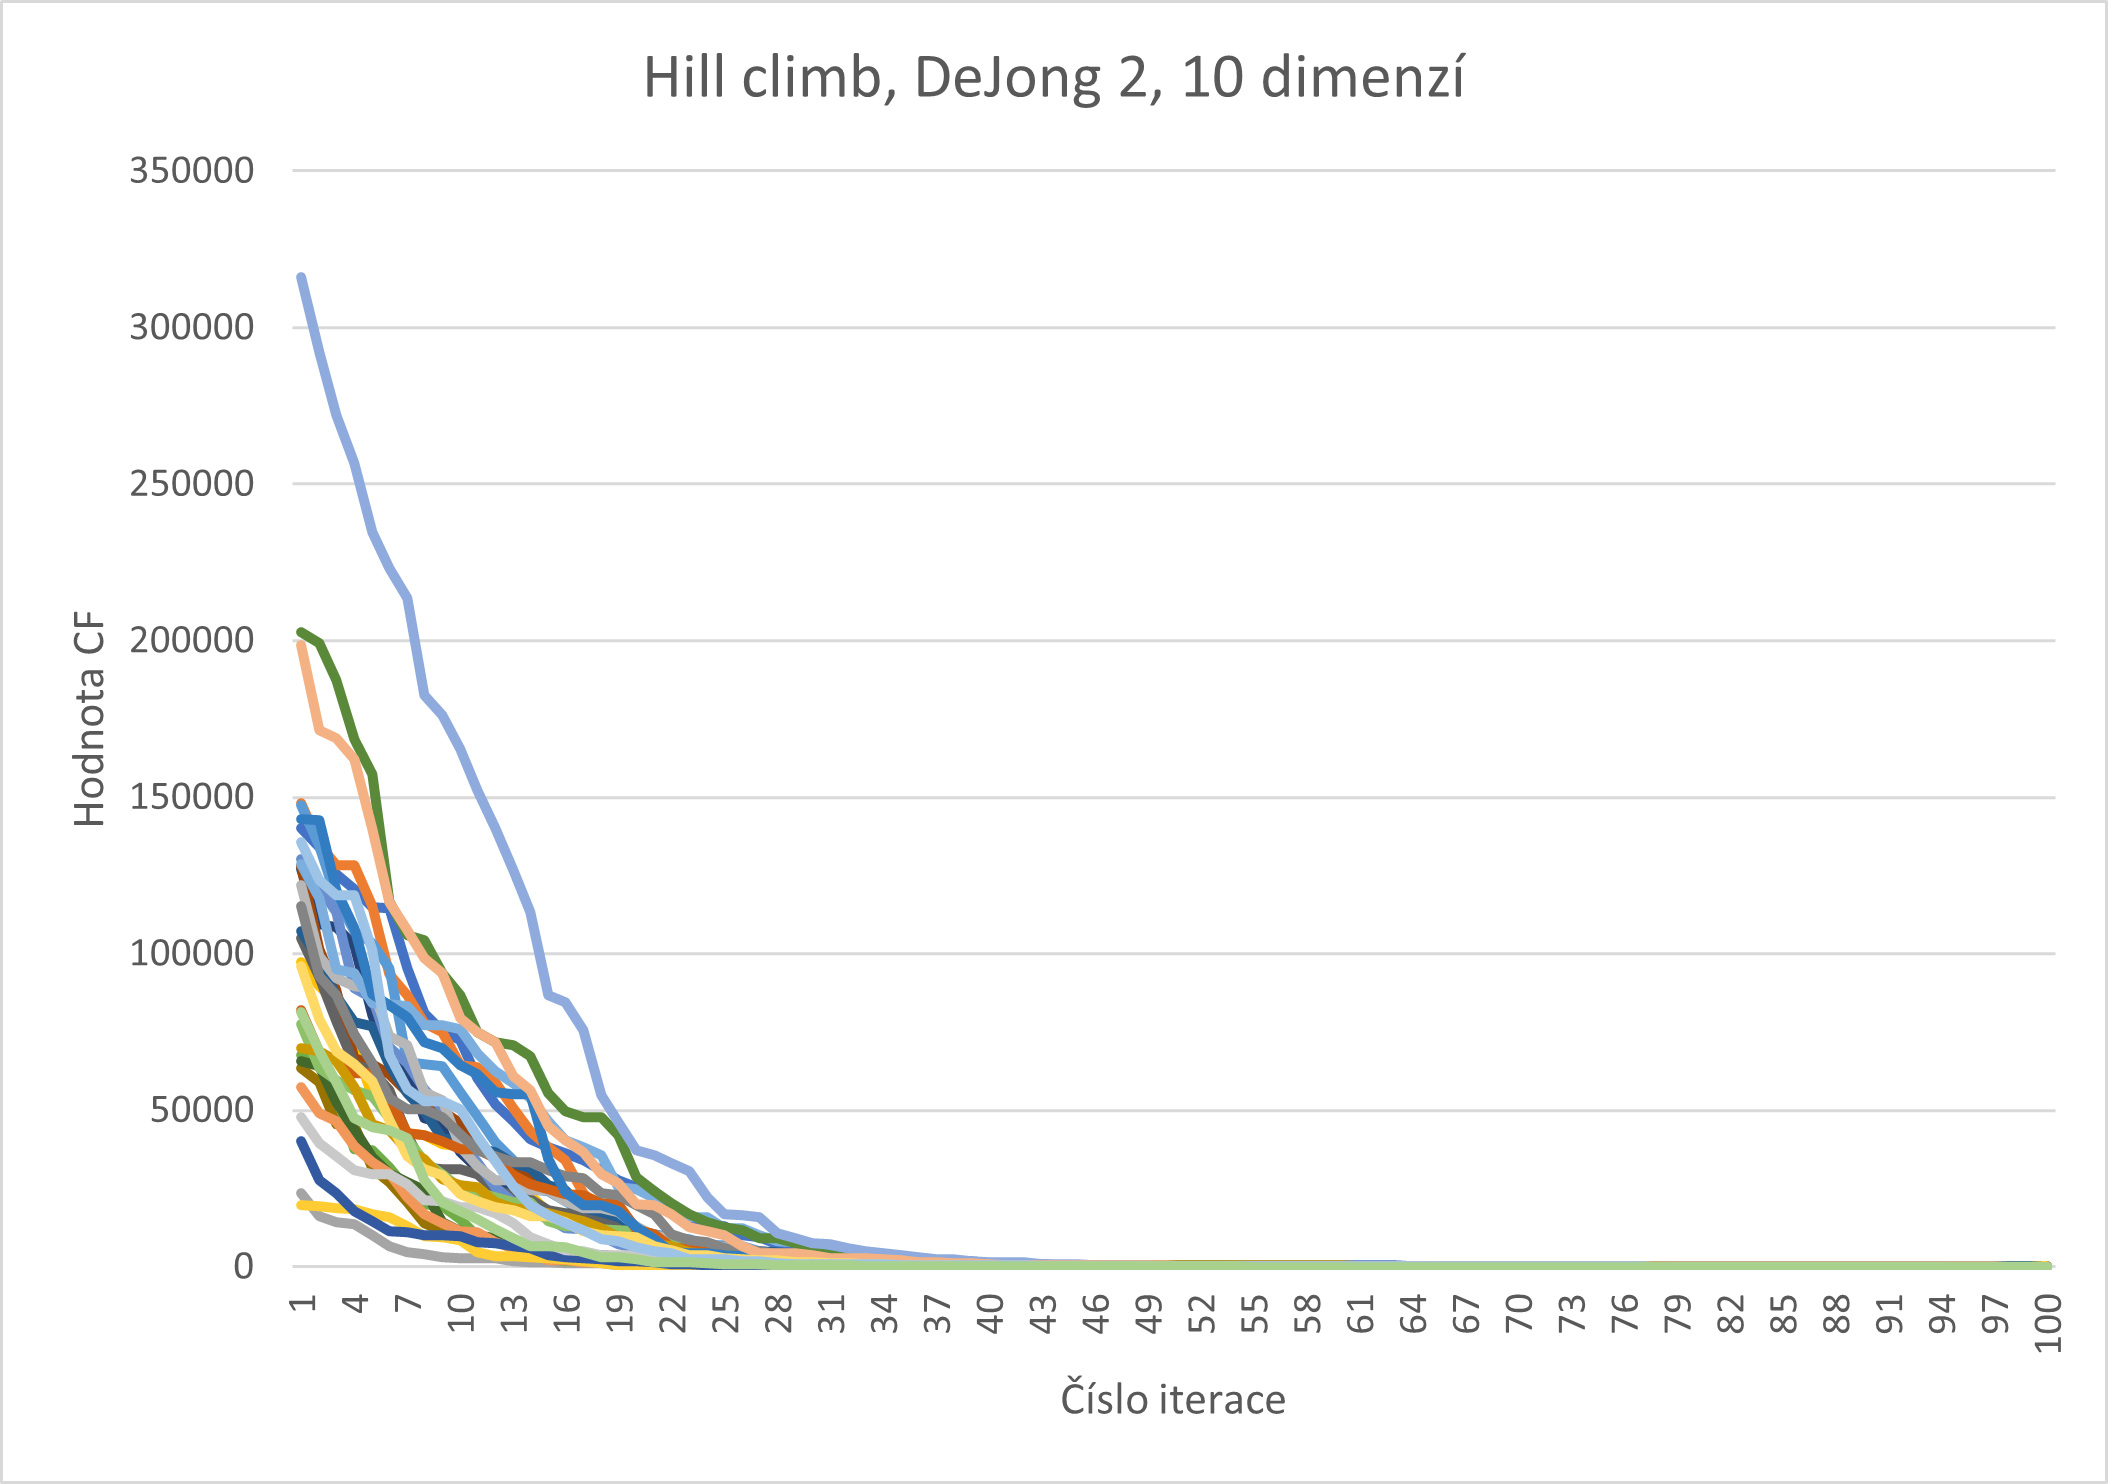 Hill climb, DeJong 2, 10 dimenzí
350000
300000
250000
200000
150000
100000
50000
0
Hodnota CF
1 4 7 10 13 16 19 22 25 28 31 34 37 40 43 46 49 52 55 58 61 64 67 70 73 76 79 82 85 88 91 94 97 100
Číslo iterace